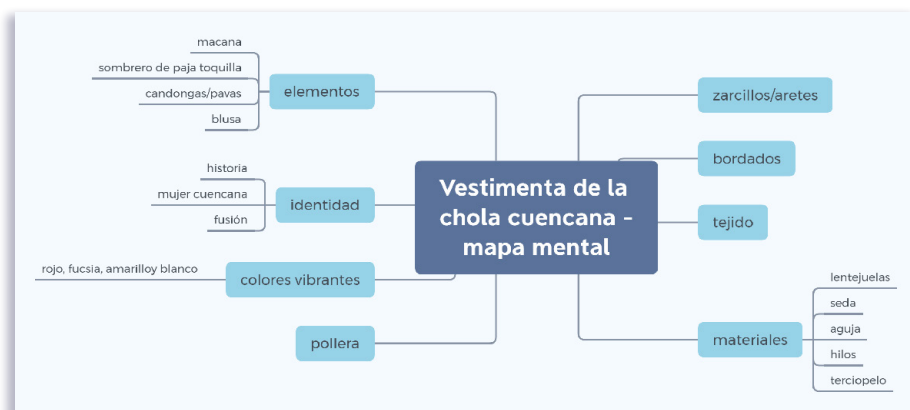 Vestimenta de la
chola cuencana -
mapa mental
elementos
macana
sombrero de paja toquilla
candongas/pavas
blusa
identidad
historia
mujer cuencana
fusión
colores vibrantes
rojo, fucsia, amarilloy blanco
pollera
zarcillos/aretes
bordados
tejido
materiales
lentejuelas
seda
aguja
hilos
terciopelo